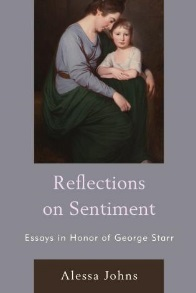 Reflections
on Sentiment
Essays in Honor of George Starr
Alessa Johns